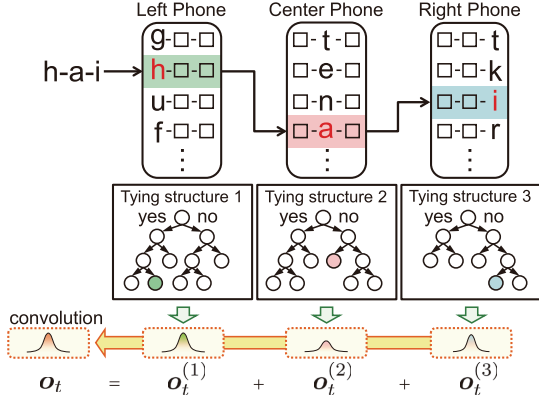 Left Phone Center Phone Right Phone
g-□-□ □-t-□ □-□-t
h-a-i h-□-□ □-e-□ □-□-k
u-□-□ □-n-□ □-□-i
f-□-□ □-a-□ □-□-r
⋮ ⋮ ⋮
Tying structure 1 Tying structure 2 Tying structure 3
yes no yes no yes no
convolution
o_t = o_t^(1) + o_t^(2) + o_t^(3)